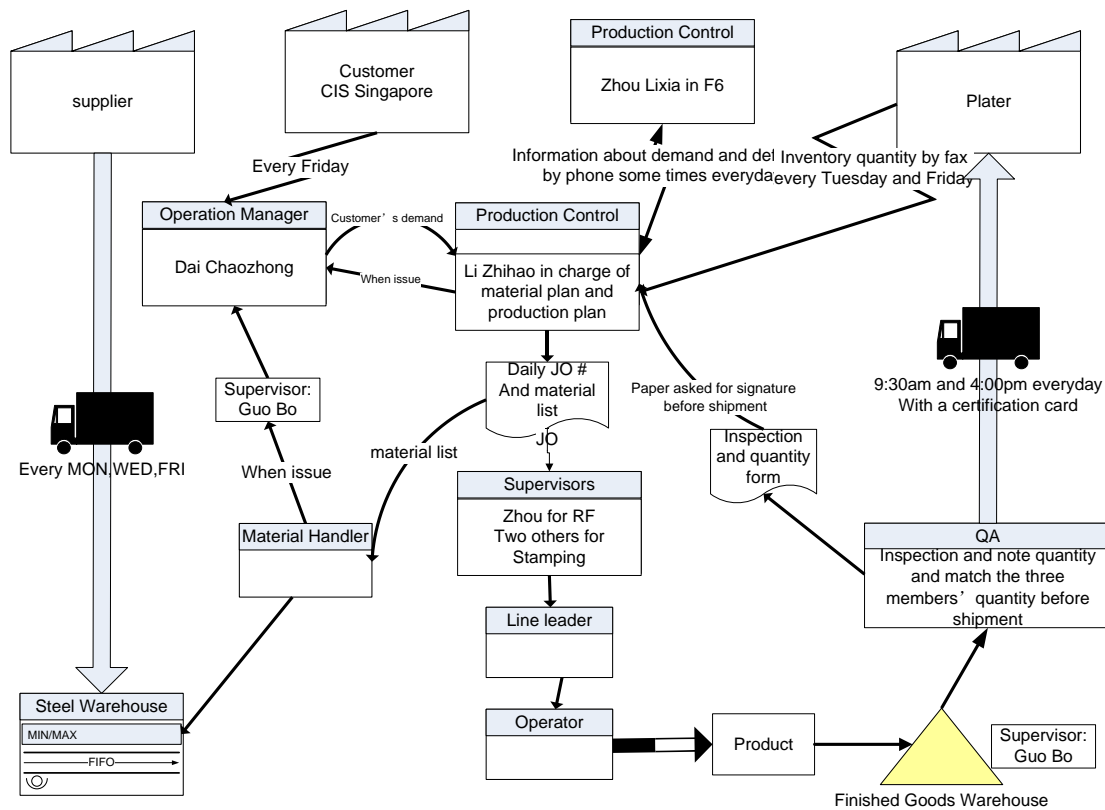 supplier
Customer
CIS Singapore
Production Control
Zhou Lixia in F6
Plater
Every Friday
Information about demand and
by phone some times everyday
Inventory quantity by fax
every Tuesday and Friday
Operation Manager
Dai Chaozhong
Customer’s demand
When issue
Production Control
Li Zhihao in charge of
material plan and
production plan
Supervisor:
Guo Bo
Daily JO #
And material
list
JO
Paper asked for signature
before shipment
9:30am and 4:00pm everyday
With a certification card
Every MON,WED,FRI
When issue
material list
Inspection
and quantity
form
Supervisors
Zhou for RF
Two others for
Stamping
Material Handler
QA
Inspection and note quantity
and match the three
members’ quantity before
shipment
Line leader
Steel Warehouse
MIN/MAX
FIFO
Operator
Product
Supervisor:
Guo Bo
Finished Goods Warehouse